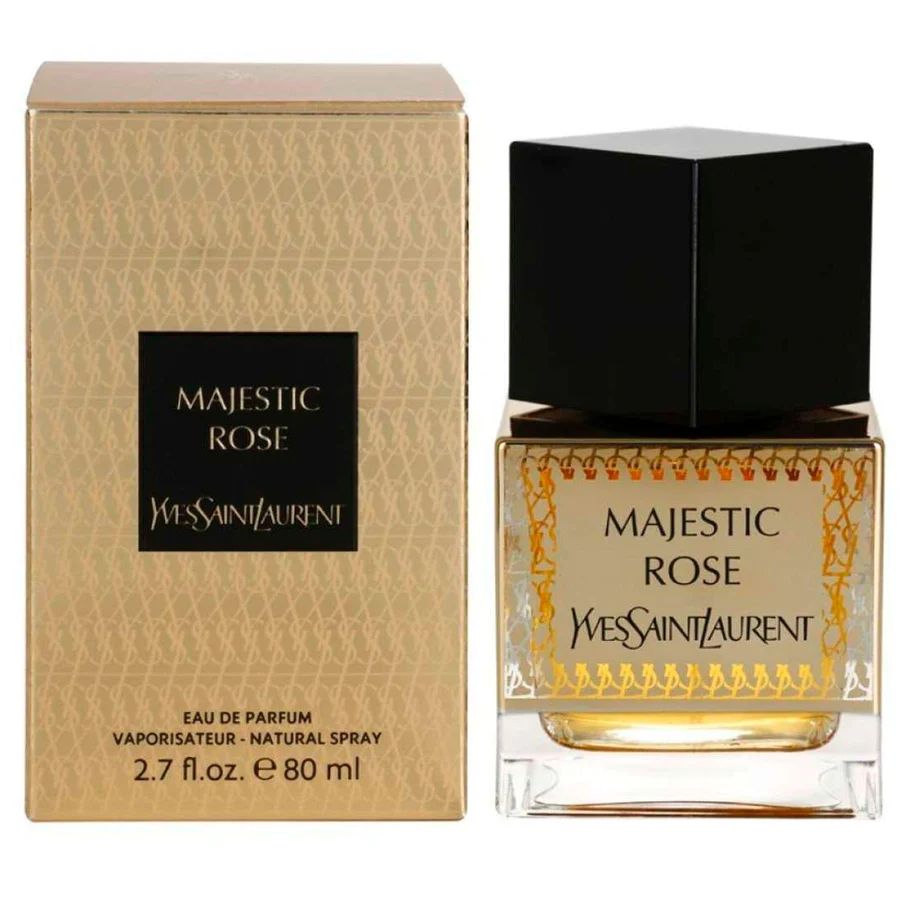 MAJESTIC
ROSE
YVESSAINTLAURENT
EAU DE PARFUM
VAPORISATEUR - NATURAL SPRAY
2.7 fl.oz. ℮ 80 ml
MAJESTIC
ROSE
YVESSAINTLAURENT